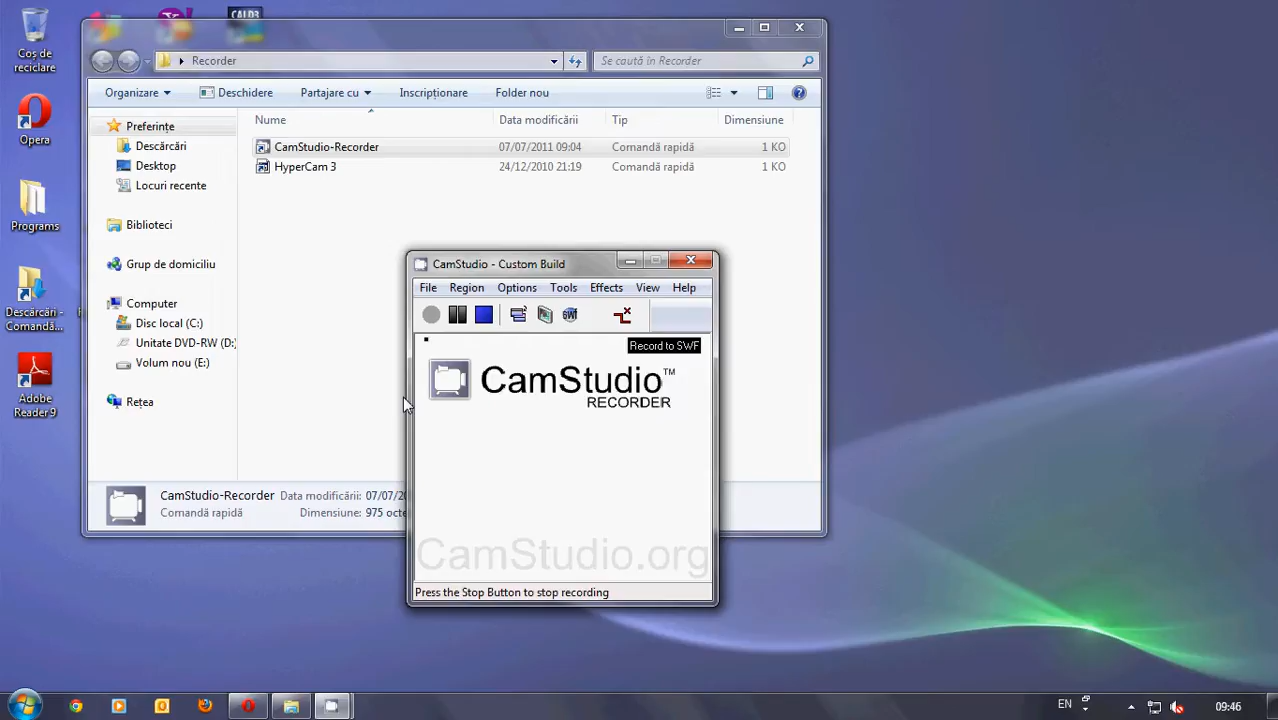 Coș de
reciclare
Opera
Programs
Descărcări -
Comandă...
Adobe
Reader 9
CALD3
Recorder
Se caută în Recorder
Organizare
Deschidere
Partajare cu
Inscripționare
Folder nou
Nume
Data modificării
Tip
Dimensiune
CamStudio-Recorder
07/07/2011 09:04
Comandă rapidă
1 KO
HyperCam 3
24/12/2010 21:19
Comandă rapidă
1 KO
Preferințe
Descărcări
Desktop
Locuri recente
Biblioteci
Grup de domiciliu
Computer
Disc local (C:)
Unitate DVD-RW (D:)
Volum nou (E:)
Rețea
CamStudio-Recorder
Data modificării: 07/07/20
Comandă rapidă
Dimensiune: 975 octe
CamStudio - Custom Build
File Region Options Tools Effects View Help
SWF
Record to SWF
CamStudio™
RECORDER
CamStudio.org
Press the Stop Button to stop recording
EN
09:46